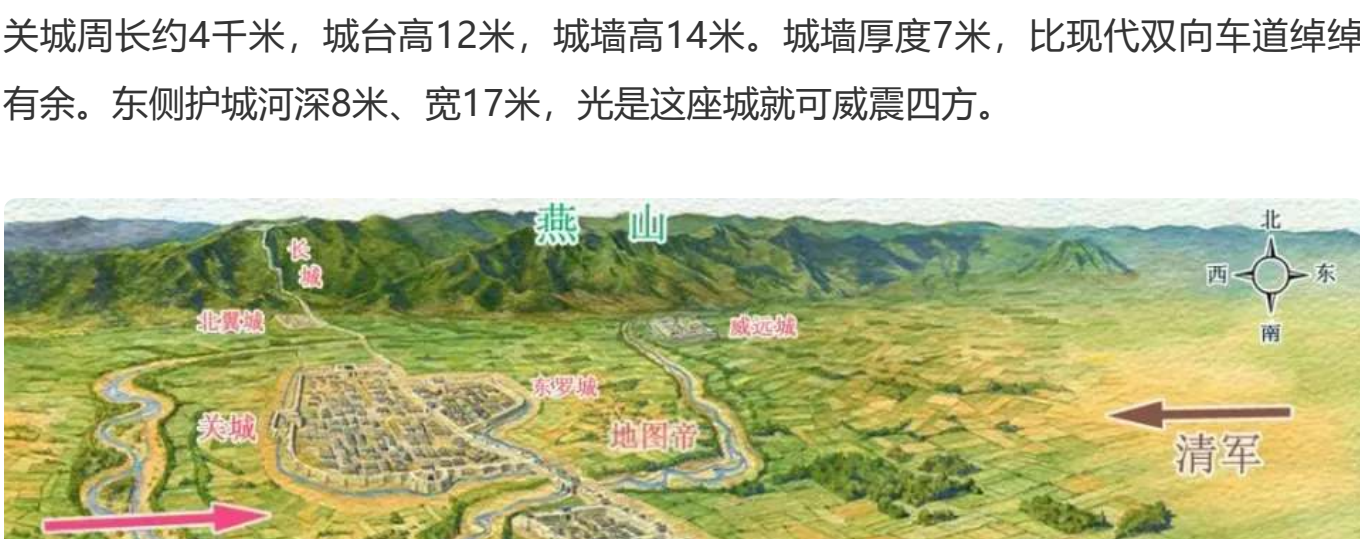 关城周长约4千米，城台高12米，城墙高14米。城墙厚度7米，比现代双向车道绰绰
有余。东侧护城河深8米、宽17米，光是这座城就可威震四方。
燕 山
北
西 东
南
长
城
北翼城
威远城
东罗城
关城
地图帝
清军